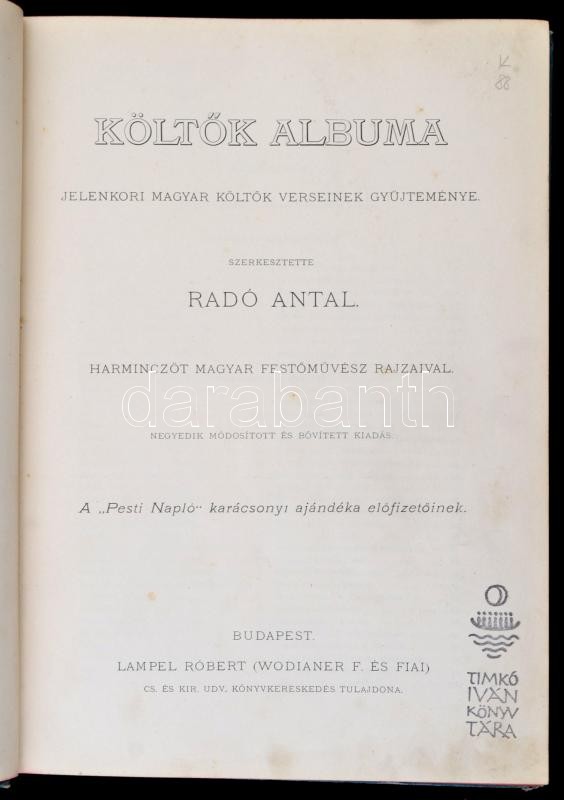 K
88
KÖLTŐK ALBUMA
JELENKORI MAGYAR KÖLTŐK VERSEINEK GYŰJTEMÉNYE.
SZERKESZTETTE
RADÓ ANTAL.
HARMINCZÖT MAGYAR FESTŐMŰVÉSZ RAJZAIVAL.
darabanth
NEGYEDIK MÓDOSÍTOTT ÉS BŐVÍTETT KIADÁS.
A „Pesti Napló" karácsonyi ajándéka előfizetőinek.
BUDAPEST.
LAMPEL RÓBERT (WODIANER F. ÉS FIAI)
CS. ÉS KIR. UDV. KÖNYVKERESKEDÉS TULAJDONA.
TIMKÓ
IVÁN
KÖNYV
TÁRA